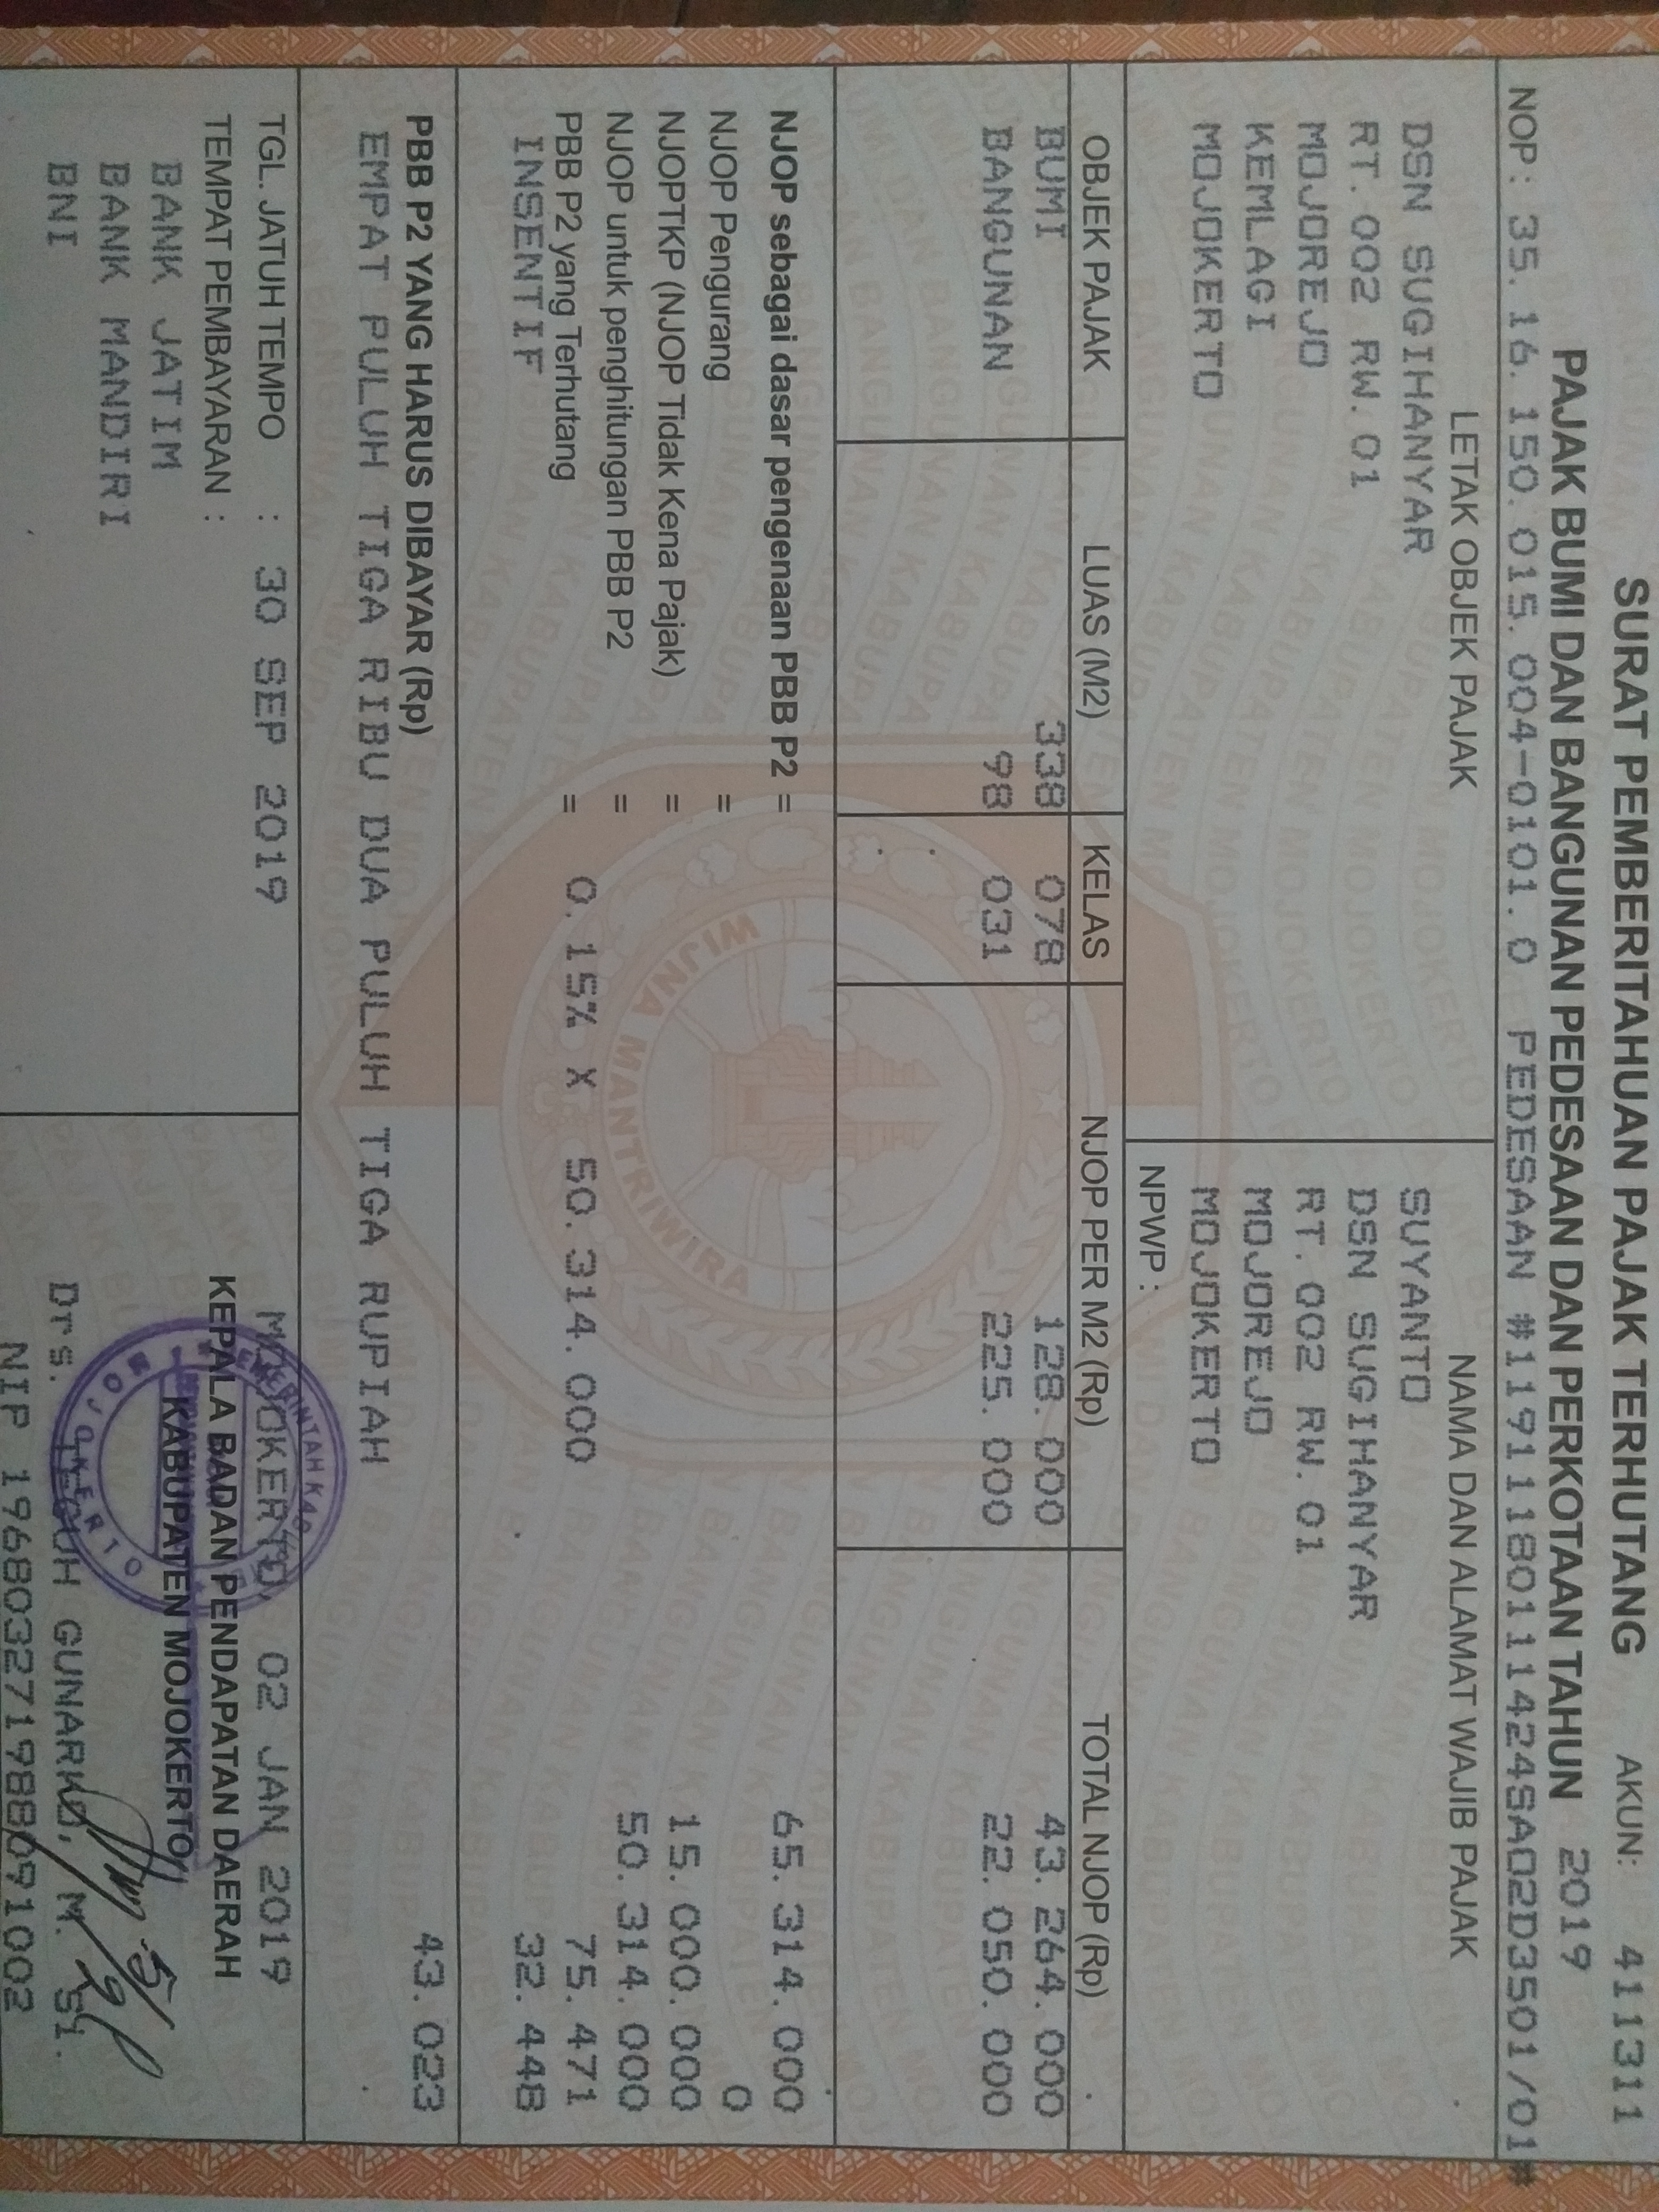 SURAT PEMBERITAHUAN PAJAK TERHUTANG AKUN: 411311
PAJAK BUMI DAN BANGUNAN PEDESAAN DAN PERKOTAAN TAHUN 2019
NOP : 35.16.150.015.004-0101.0 PEDESAAN #11911180111424SA02D3501/01#
LETAK OBJEK PAJAK
DSN SUGIHANYAR
RT.002 RW.01
MOJOREJO
KEMLAGI
MOJOKERTO
NAMA DAN ALAMAT WAJIB PAJAK
SUYANTO
DSN SUGIHANYAR
RT.002 RW.01
MOJOREJO
MOJOKERTO
NPWP :
OBJEK PAJAK LUAS (M2) KELAS NJOP PER M2 (Rp) TOTAL NJOP (Rp)
BUMI 338 078 128.000 43.264.000
BANGUNAN 98 031 225.000 22.050.000
NJOP sebagai dasar pengenaan PBB P2 = 65.314.000
NJOP Pengurang = 0
NJOPTKP (NJOP Tidak Kena Pajak) = 15.000.000
NJOP untuk penghitungan PBB P2 = 50.314.000
PBB P2 yang Terhutang = 0.15% X 50.314.000 75.471
INSENTIF 32.448
PBB P2 YANG HARUS DIBAYAR (Rp) 43.023
EMPAT PULUH TIGA RIBU DUA PULUH TIGA RUPIAH
TGL. JATUH TEMPO : 30 SEP 2019
TEMPAT PEMBAYARAN :
BANK JATIM
BANK MANDIRI
BNI
MOJOKERTO, 02 JAN 2019
KEPALA BADAN PENDAPATAN DAERAH
KABUPATEN MOJOKERTO
Drs. GUNARKO, M. Si.
NIP 196803271988091002
WIJNA MANTRIWIRA